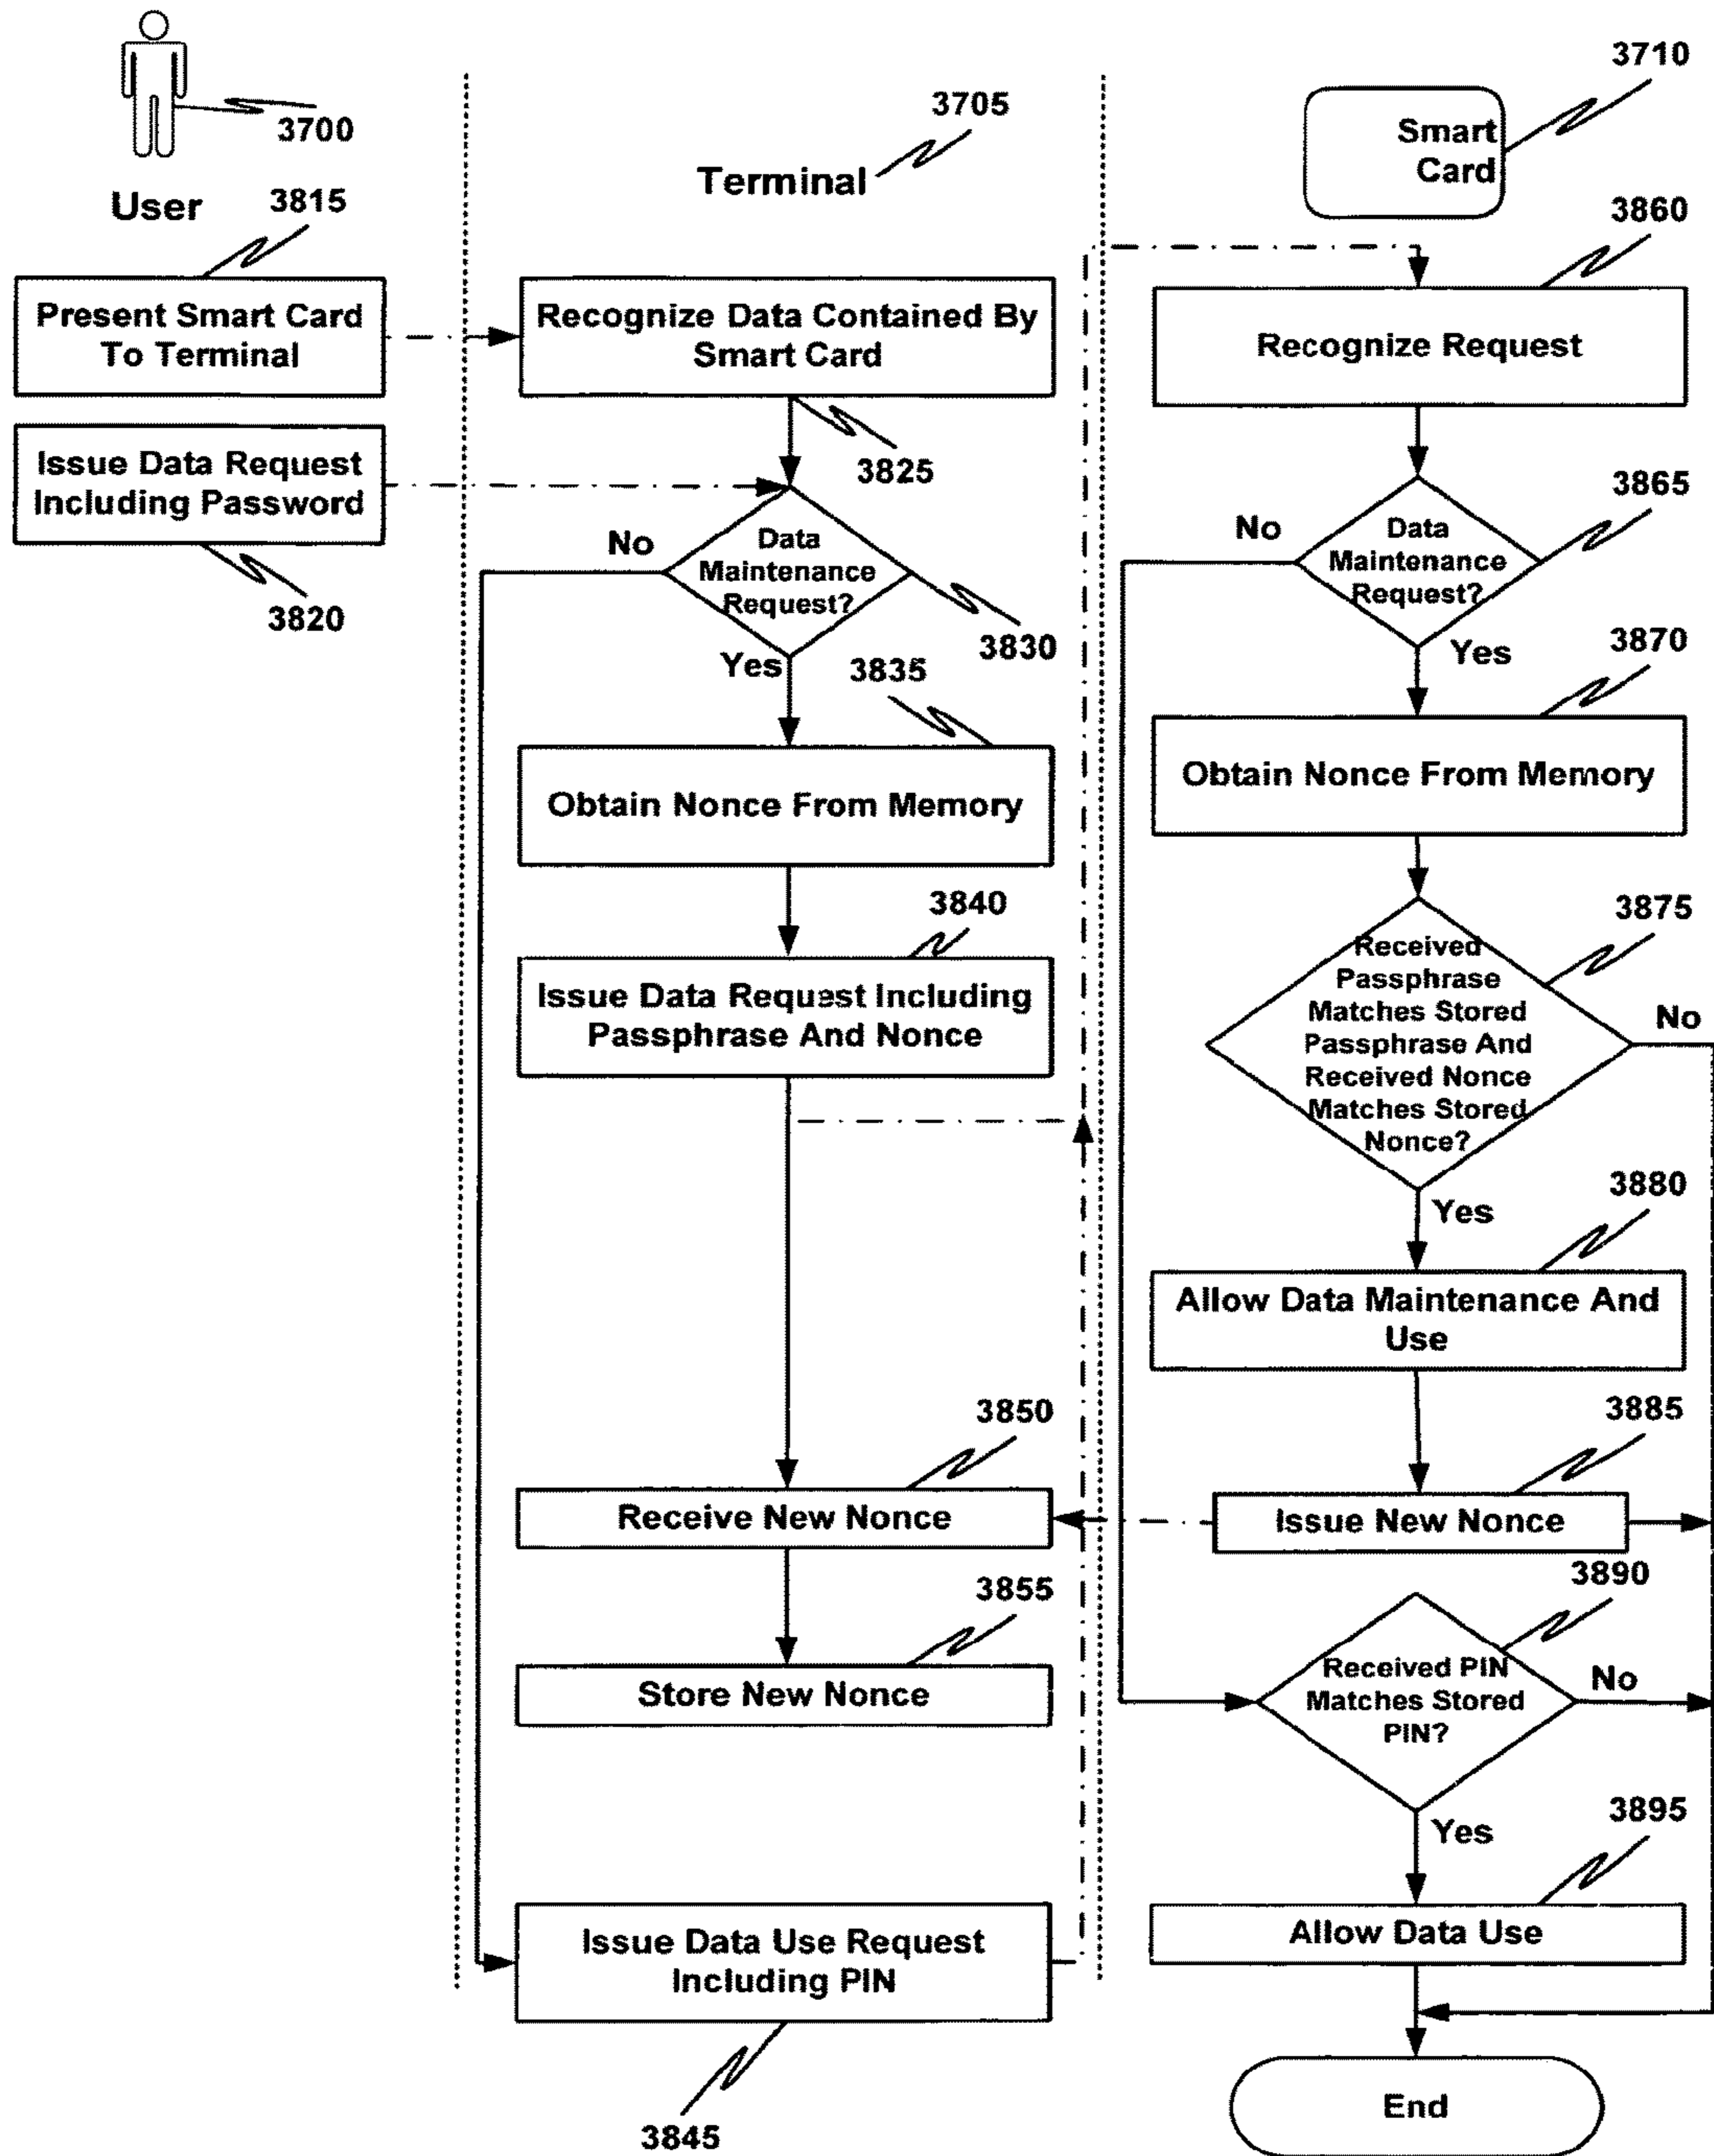 3700
User
3815
Present Smart Card
To Terminal
Issue Data Request
Including Password
3820
3705
Terminal
Recognize Data Contained By
Smart Card
3825
Data
Maintenance
Request?
No
Yes
3830
3835
Obtain Nonce From Memory
3840
Issue Data Request Including
Passphrase And Nonce
3850
Receive New Nonce
3855
Store New Nonce
Issue Data Use Request
Including PIN
3845
3710
Smart
Card
3860
Recognize Request
3865
No
Data
Maintenance
Request?
Yes
3870
Obtain Nonce From Memory
3875
Received
Passphrase
Matches Stored
Passphrase And
Received Nonce
Matches Stored
Nonce?
No
Yes
3880
Allow Data Maintenance And
Use
3885
Issue New Nonce
3890
Received PIN
Matches Stored
PIN?
No
Yes
3895
Allow Data Use
End